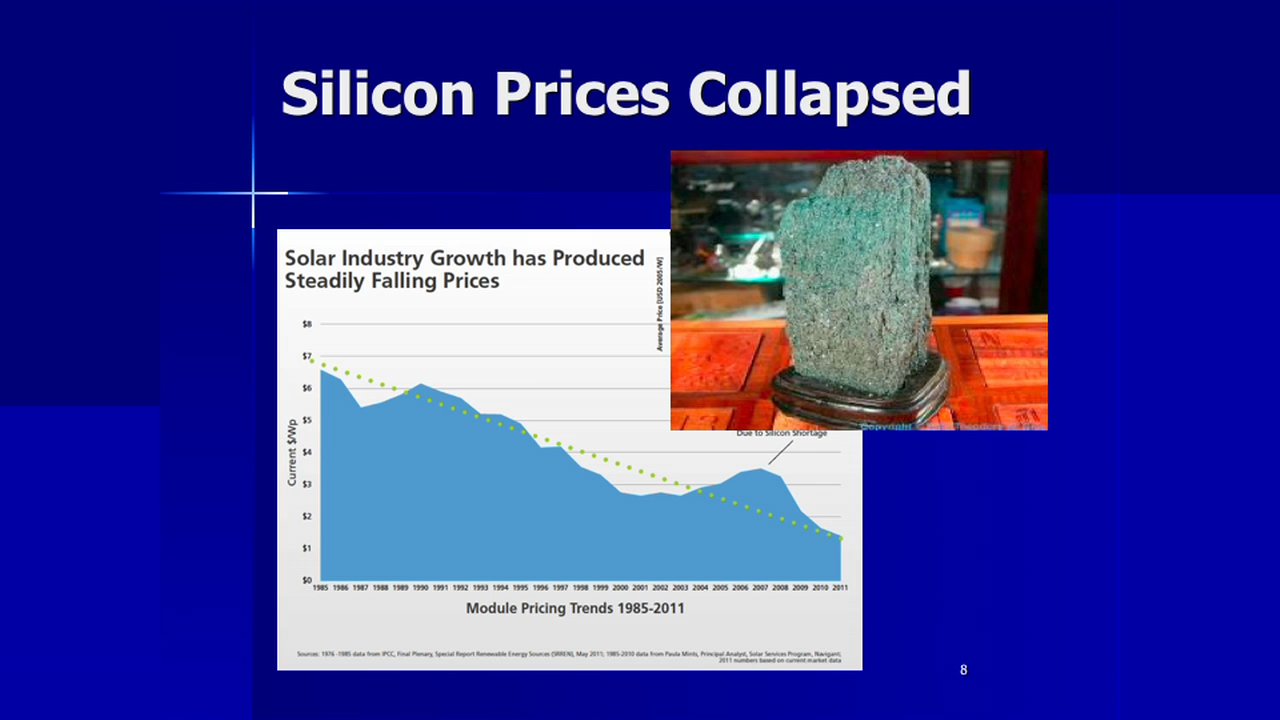 Silicon Prices Collapsed
Solar Industry Growth has Produced
Steadily Falling Prices
Average Price [USD 2005/W]
Current $/Wp
$8
$7
$6
$5
$4
$3
$2
$1
$0
Due to Silicon Shortage
1985 1986 1987 1988 1989 1990 1991 1992 1993 1994 1995 1996 1997 1998 1999 2000 2001 2002 2003 2004 2005 2006 2007 2008 2009 2010 2011
Module Pricing Trends 1985-2011
Sources: 1976 -1985 data from IPCC, Final Plenary, Special Report Renewable Energy Sources (SRREN), May 2011; 1985-2010 data from Paula Mints, Principal Analyst, Solar Services Program, Navigant;
2011 numbers based on current market data
Copyright
8